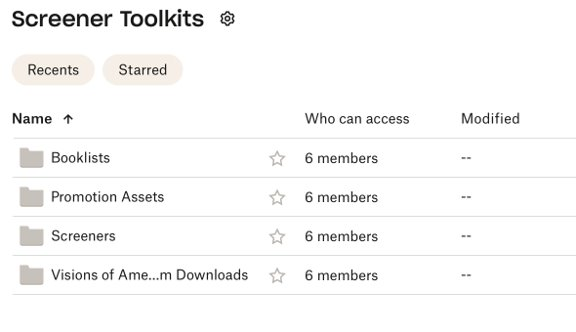 Screener Toolkits
Recents Starred
Name ↑ Who can access Modified
Booklists 6 members --
Promotion Assets 6 members --
Screeners 6 members --
Visions of Ame...m Downloads 6 members --